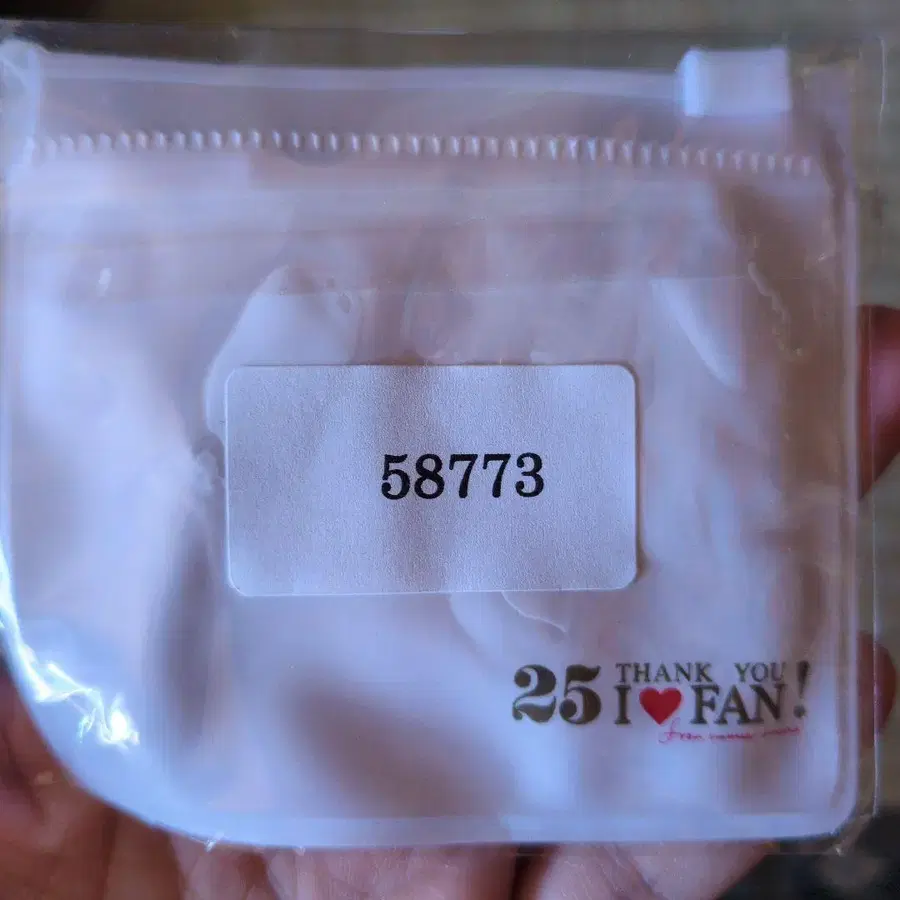 58773
25 THANK YOU
I ❤ FAN!